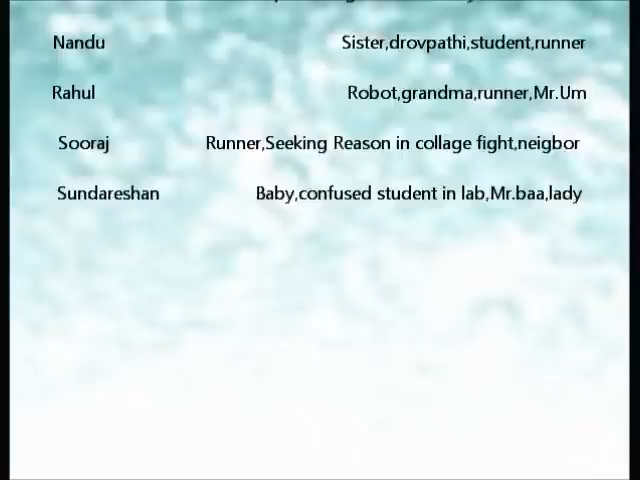 Nandu Sister,drovpathi,student,runner
Rahul Robot,grandma,runner,Mr.Um
Sooraj Runner,Seeking Reason in collage fight,neigbor
Sundareshan Baby,confused student in lab,Mr.baa,lady